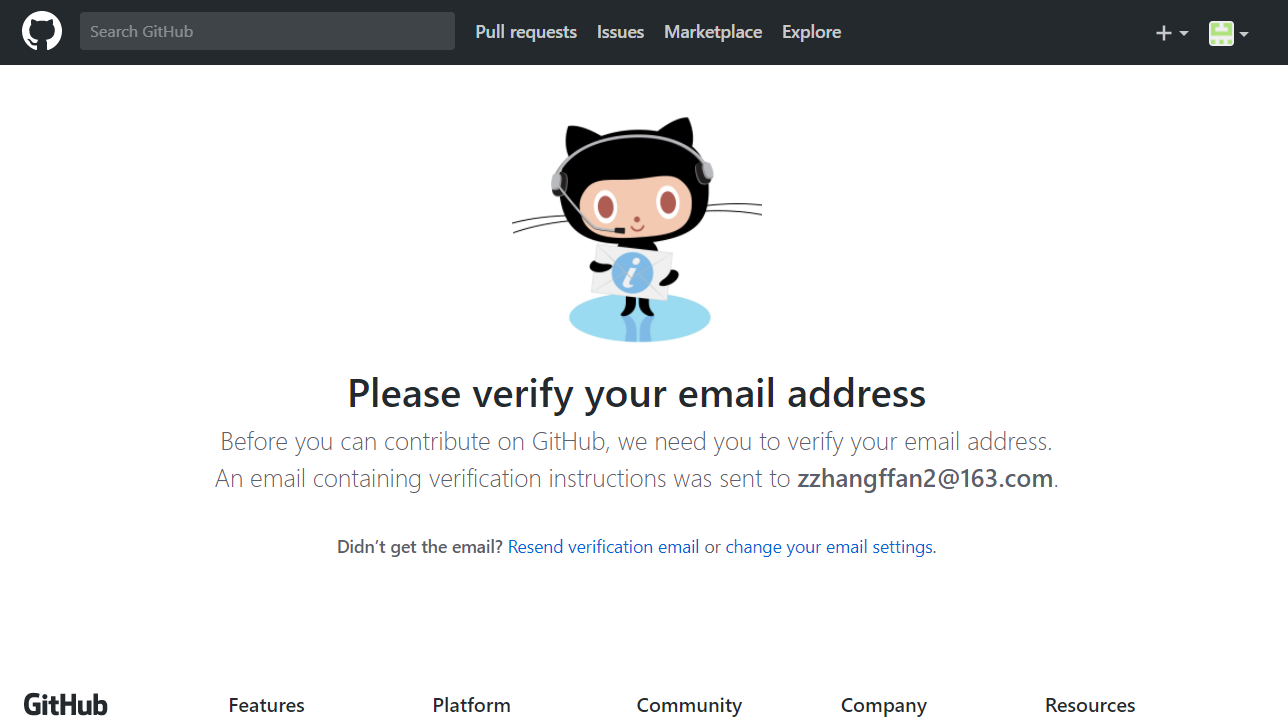 Search GitHub
Pull requests
Issues
Marketplace
Explore
i
Please verify your email address
Before you can contribute on GitHub, we need you to verify your email address.
An email containing verification instructions was sent to zzhangffan2@163.com.
Didn’t get the email? Resend verification email or change your email settings.
GitHub
Features
Platform
Community
Company
Resources